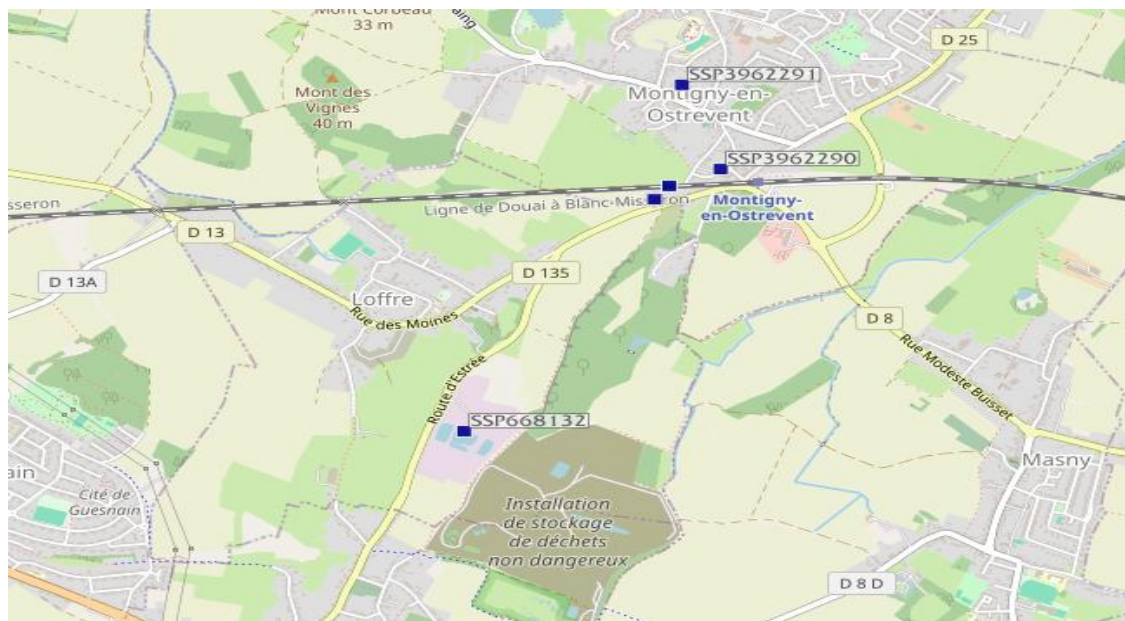 Mont Corbeau
33 m
aing
D 25
SSP3962291
Montigny-en-
Ostrevent
Mont des
Vignes
40 m
SSP3962290
isseron
Ligne de Douai à Blanc-Misseron
Montigny-
en-Ostrevent
D 13
D 13A
D 135
Loffre
Rue des Moines
D 8
Rue Modeste Buisset
Route d'Estrée
SSP668132
ain
Cité de
Guesnain
Masny
Installation
de stockage
de déchets
non dangereux
D 8 D